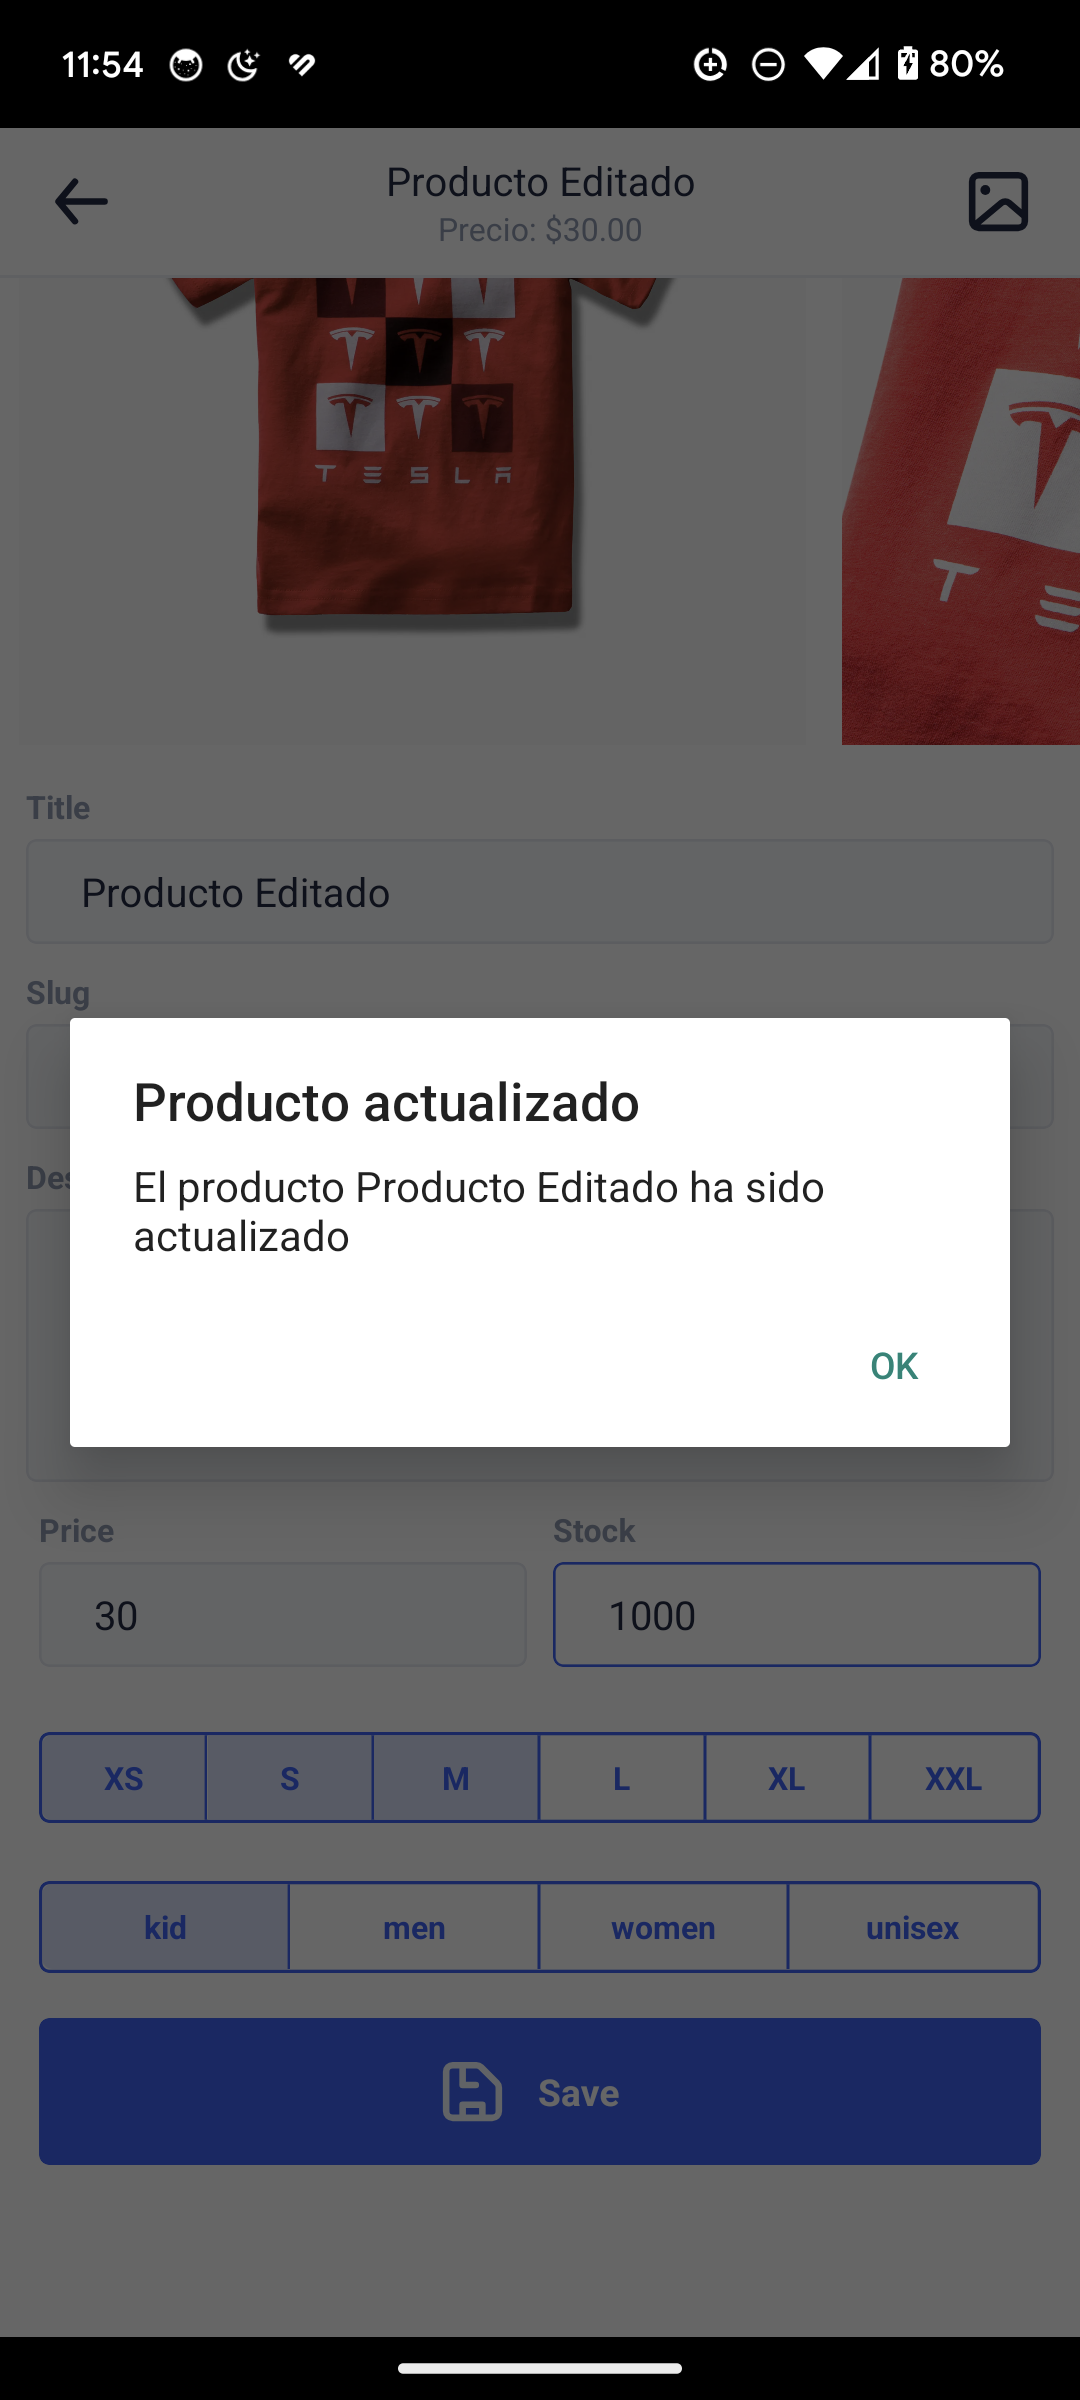 11:54
80%
Producto Editado
Precio: $30.00
TESLA
T E
Title
Producto Editado
Slug
Des
Producto actualizado
El producto Producto Editado ha sido
actualizado
OK
Price
Stock
30
1000
XS S M L XL XXL
kid men women unisex
Save